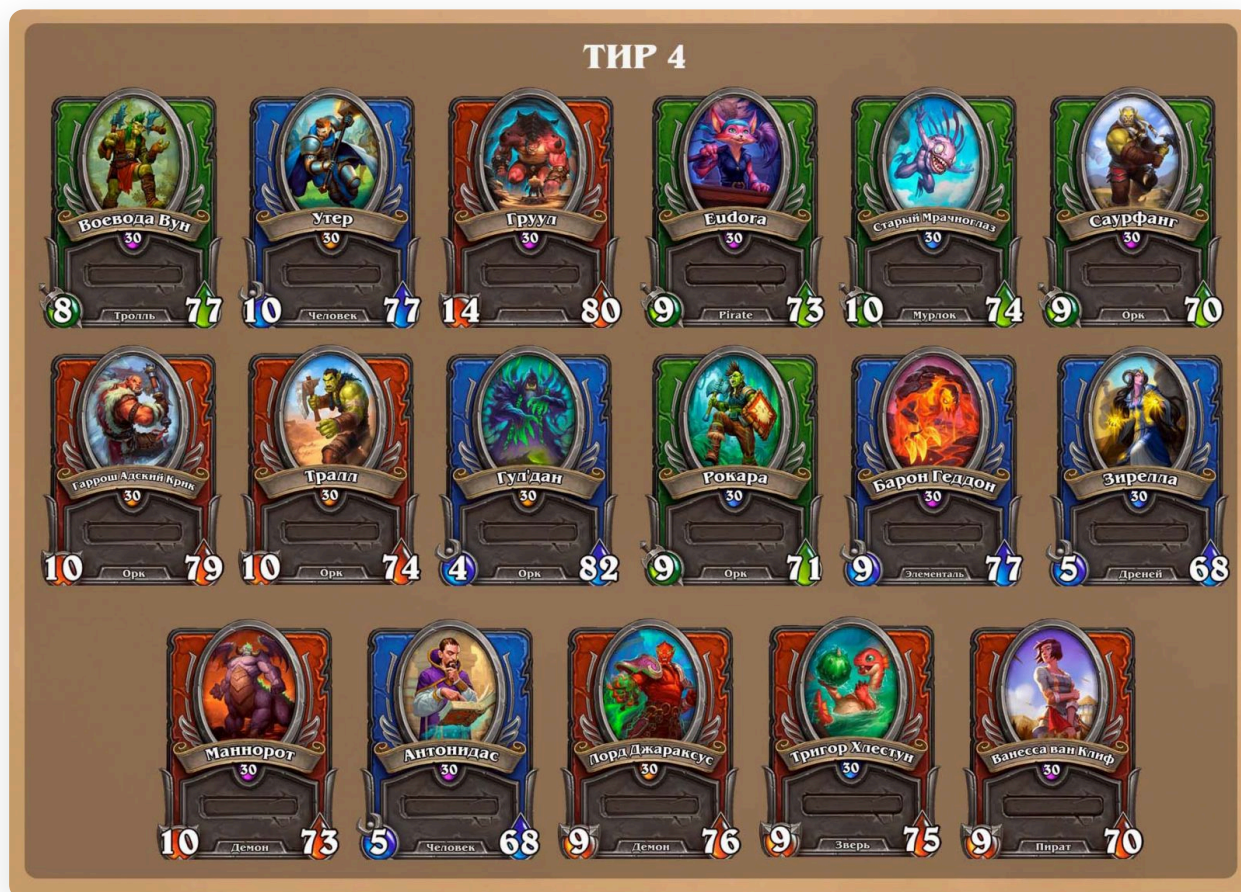 ТИР 4
Воевода Вун
30
8 Тролль 77
Утер
30
10 Человек 77
Груул
30
14 80
Eudora
30
9 Pirate 73
Старый Мрачноглаз
30
10 Мурлок 74
Саурфанг
30
9 Орк 70
Гаррош Адский Крик
30
10 Орк 79
Тралл
30
10 Орк 74
Гул'дан
30
4 Орк 82
Рокара
30
9 Орк 71
Барон Геддон
30
9 Элементаль 77
Зирелла
30
5 Дреней 68
Маннорот
30
10 Демон 73
Антонидас
30
5 Человек 68
Лорд Джараксус
30
9 Демон 76
Тригор Хлестун
30
9 Зверь 75
Ванесса ван Клиф
30
9 Пират 70